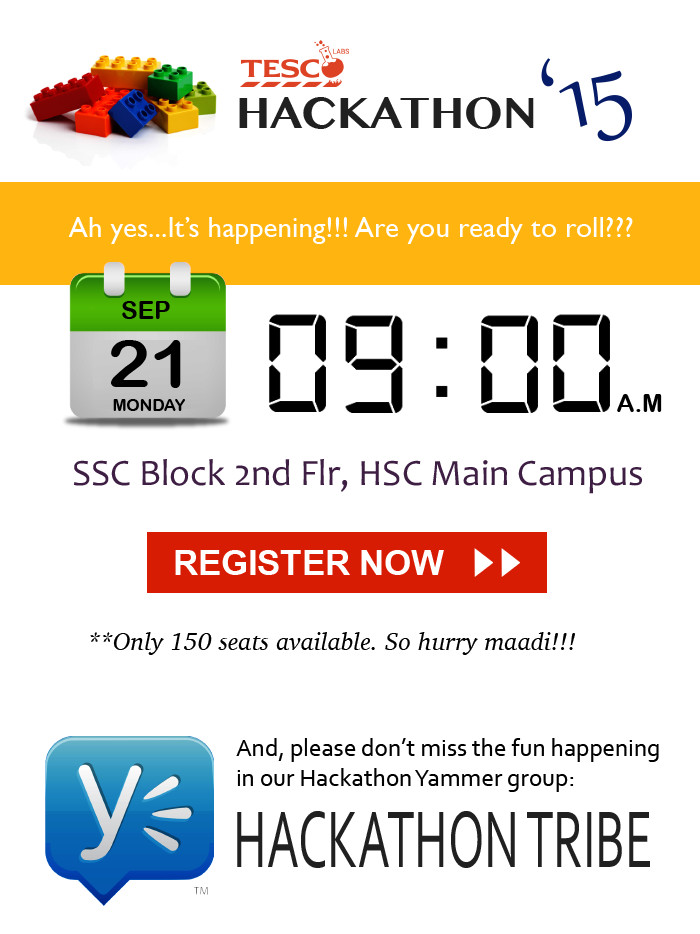 TESCO LABS
HACKATHON ‘15
Ah yes...It’s happening!!! Are you ready to roll???
SEP
21
MONDAY
09:00 A.M
SSC Block 2nd Flr, HSC Main Campus
REGISTER NOW
**Only 150 seats available. So hurry maadi!!!
And, please don’t miss the fun happening
in our Hackathon Yammer group:
HACKATHON TRIBE
y
TM